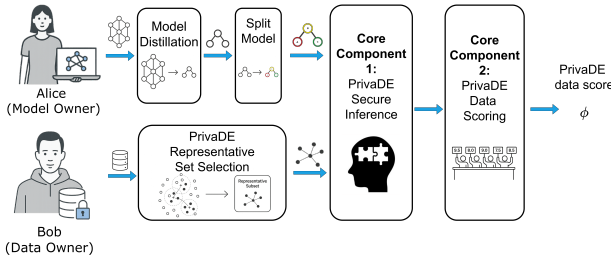 Model
Distillation
Split
Model
Alice
(Model Owner)
Core
Component
1:
PrivaDE
Secure
Inference
Core
Component
2:
PrivaDE
Data
Scoring
PrivaDE
data score
ϕ
PrivaDE
Representative
Set Selection
Representative
Subset
Bob
(Data Owner)